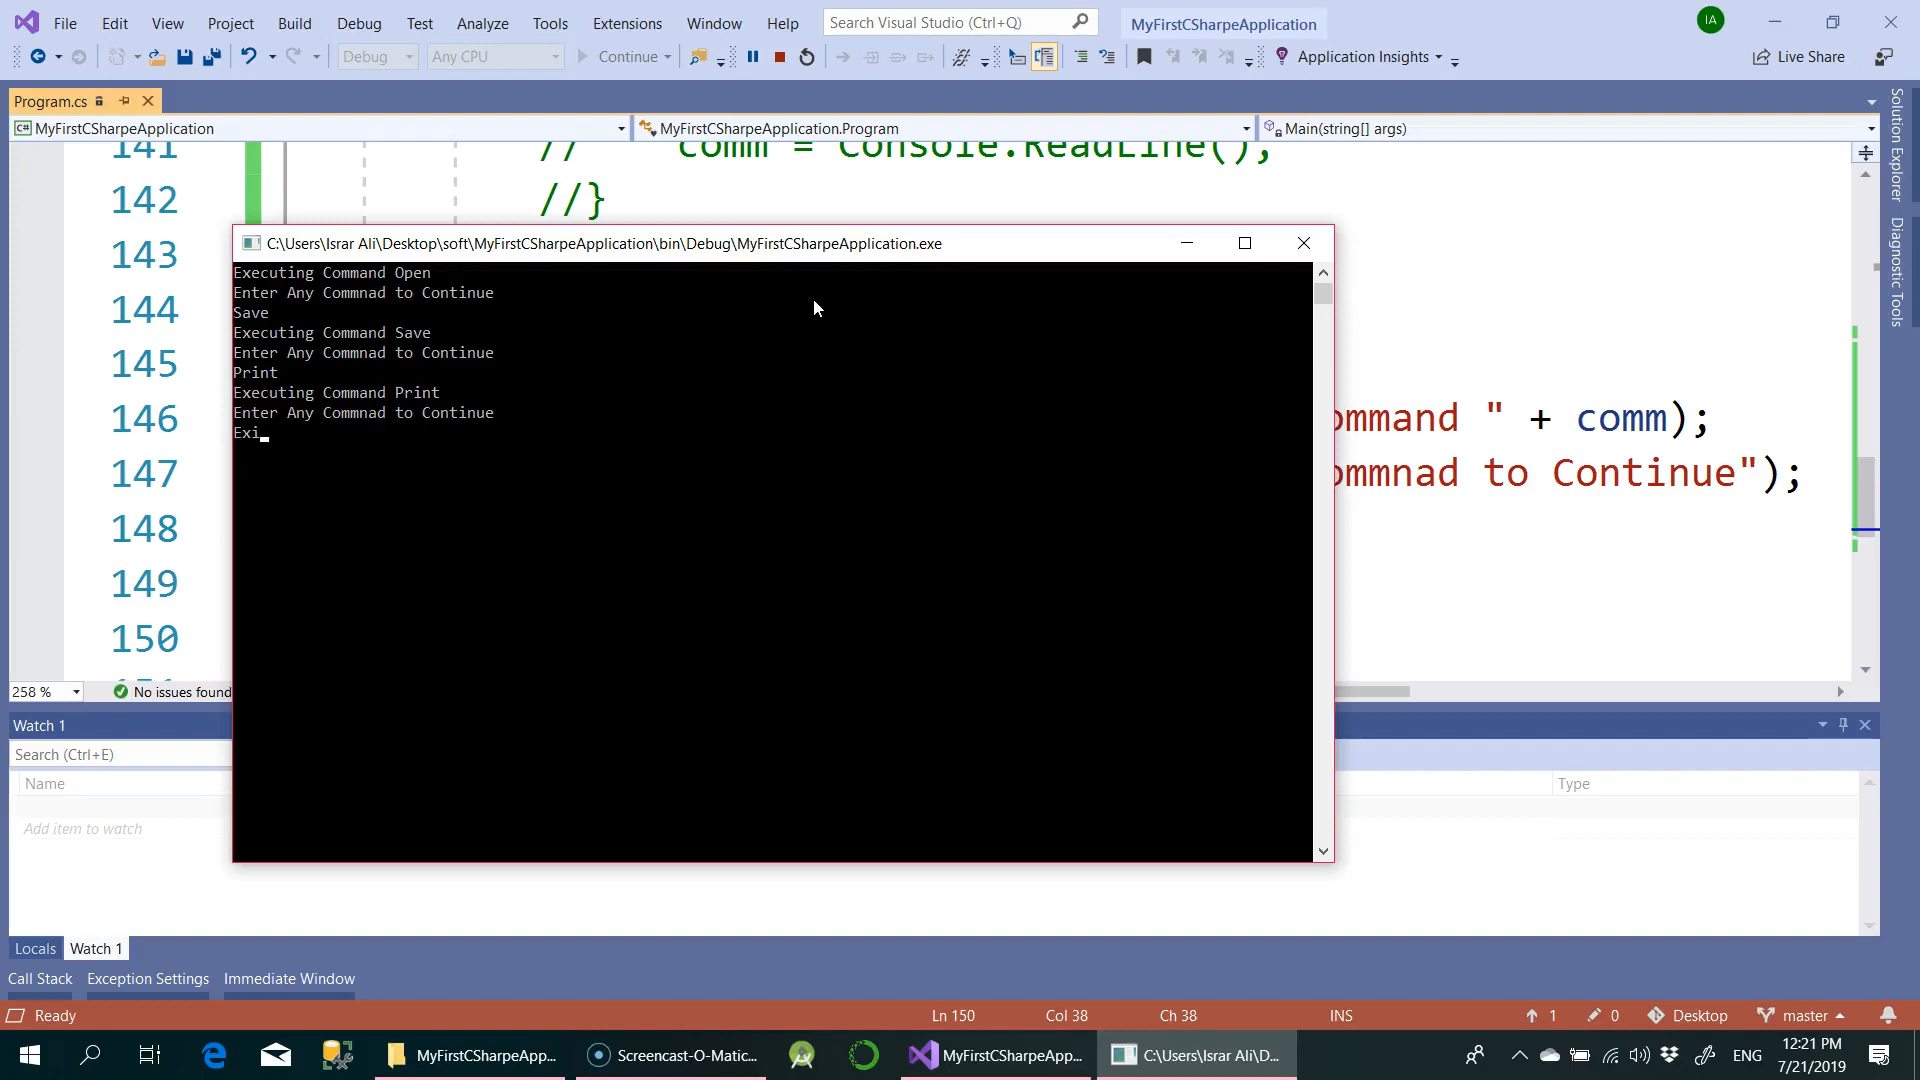 File Edit View Project Build Debug Test Analyze Tools Extensions Window Help Search Visual Studio (Ctrl+Q) MyFirstCSharpeApplication IA
Debug Any CPU Continue Application Insights Live Share
Program.cs
C# MyFirstCSharpeApplication MyFirstCSharpeApplication.Program Main(string[] args)
141 // comm = Console.ReadLine();
142 //}
143
144
145
146 ommand " + comm);
147 ommnad to Continue");
148
149
150
C:\Users\Israr Ali\Desktop\soft\MyFirstCSharpeApplication\bin\Debug\MyFirstCSharpeApplication.exe
Executing Command Open
Enter Any Commnad to Continue
Save
Executing Command Save
Enter Any Commnad to Continue
Print
Executing Command Print
Enter Any Commnad to Continue
Exi
258 % No issues found
Watch 1
Search (Ctrl+E)
Name Type
Add item to watch
Locals Watch 1
Call Stack Exception Settings Immediate Window
Solution Explorer
Diagnostic Tools
Ready Ln 150 Col 38 Ch 38 INS 1 0 Desktop master
MyFirstCSharpeApp... Screencast-O-Matic... MyFirstCSharpeApp... C:\Users\Israr Ali\D... ENG 12:21 PM
7/21/2019